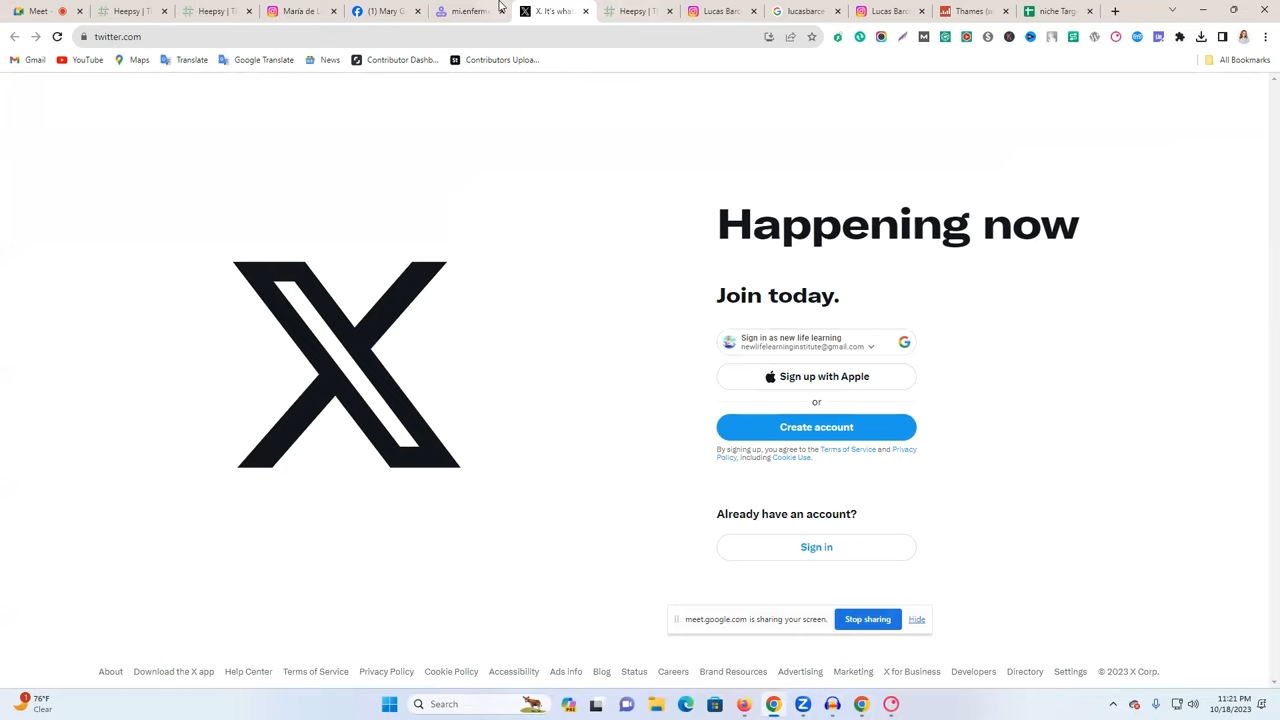 Meet
Heepsy | T
Heepsy | T
María de L
(1) Mary G
mienferm
X. It's wha
Heepsy | T
Lucas Baro
lucasbarce
Lucas Baro
Thames (in
niche Targ
twitter.com
Gmail
YouTube
Maps
Translate
Google Translate
News
Contributor Dashb...
Contributors Uploa...
All Bookmarks
Happening now
Join today.
Sign in as new life learning
newlifelearninginstitute@gmail.com
Sign up with Apple
or
Create account
By signing up, you agree to the Terms of Service and Privacy
Policy, including Cookie Use.
Already have an account?
Sign in
meet.google.com is sharing your screen.
Stop sharing
Hide
About Download the X app Help Center Terms of Service Privacy Policy Cookie Policy Accessibility Ads info Blog Status Careers Brand Resources Advertising Marketing X for Business Developers Directory Settings © 2023 X Corp.
1
76°F
Clear
Search
11:21 PM
10/18/2023